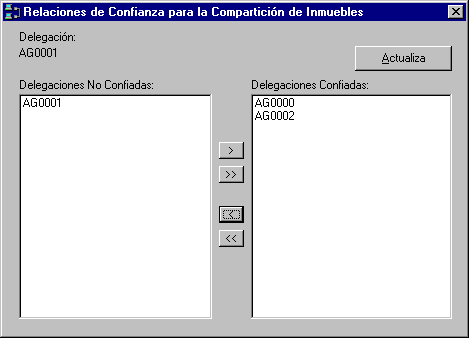 Relaciones de Confianza para la Compartición de Inmuebles
Delegación:
AG0001
Actualiza
Delegaciones No Confiadas:
Delegaciones Confiadas:
AG0001
AG0000
AG0002
>
>>
<
<<